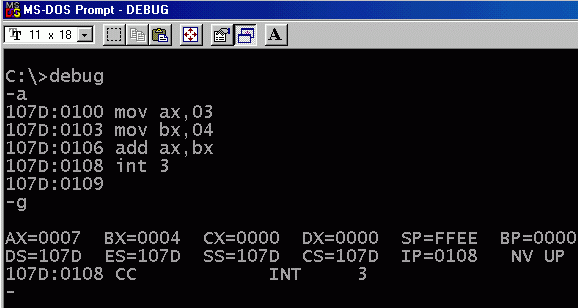 MS-DOS Prompt - DEBUG
11 x 18 A
C:\>debug
-a
107D:0100 mov ax,03
107D:0103 mov bx,04
107D:0106 add ax,bx
107D:0108 int 3
107D:0109
-g
AX=0007  BX=0004  CX=0000  DX=0000  SP=FFEE  BP=0000
DS=107D  ES=107D  SS=107D  CS=107D  IP=0108   NV UP
107D:0108 CC            INT     3
-